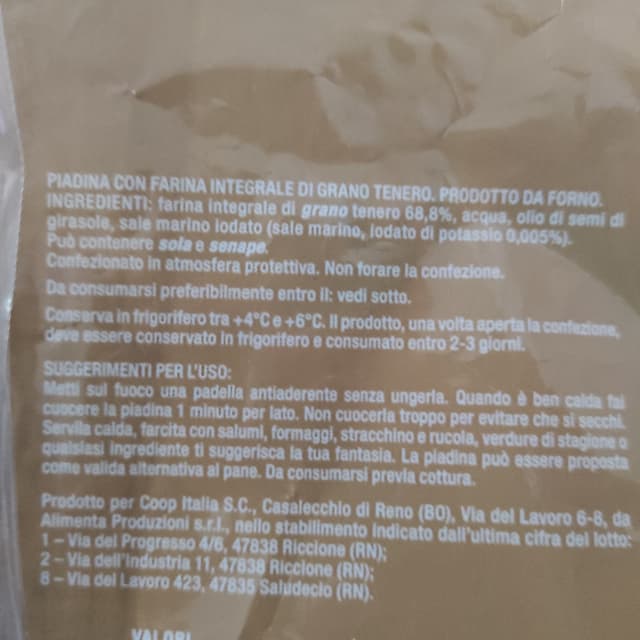 PIADINA CON FARINA INTEGRALE DI GRANO TENERO. PRODOTTO DA FORNO.
INGREDIENTI: farina integrale di grano tenero 68,8%, acqua, olio di semi di
girasole, sale marino iodato (sale marino, iodato di potassio 0,005%).
Può contenere soia e senape.
Confezionato in atmosfera protettiva. Non forare la confezione.
Da consumarsi preferibilmente entro il: vedi sotto.
Conserva in frigorifero tra +4°C e +6°C. Il prodotto, una volta aperta la confezione,
deve essere conservato in frigorifero e consumato entro 2-3 giorni.
SUGGERIMENTI PER L'USO:
Metti sul fuoco una padella antiaderente senza ungerla. Quando è ben calda fai
cuocere la piadina 1 minuto per lato. Non cuocerla troppo per evitare che si secchi.
Servila calda, farcita con salumi, formaggi, stracchino e rucola, verdure di stagione o
qualsiasi ingrediente ti suggerisca la tua fantasia. La piadina può essere proposta
come valida alternativa al pane. Da consumarsi previa cottura.
Prodotto per Coop Italia S.C., Casalecchio di Reno (BO), Via del Lavoro 6-8, da
Alimenta Produzioni s.r.l., nello stabilimento indicato dall'ultima cifra del lotto:
1 – Via del Progresso 4/6, 47838 Riccione (RN);
2 – Via dell'Industria 11, 47838 Riccione (RN);
8 – Via del Lavoro 423, 47835 Saludecio (RN).
VALORI